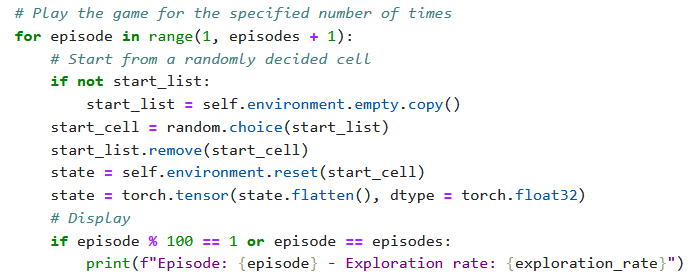 # Play the game for the specified number of times
for episode in range(1, episodes + 1):
    # Start from a randomly decided cell
    if not start_list:
        start_list = self.environment.empty.copy()
    start_cell = random.choice(start_list)
    start_list.remove(start_cell)
    state = self.environment.reset(start_cell)
    state = torch.tensor(state.flatten(), dtype = torch.float32)
    # Display
    if episode % 100 == 1 or episode == episodes:
        print(f"Episode: {episode} - Exploration rate: {exploration_rate}")